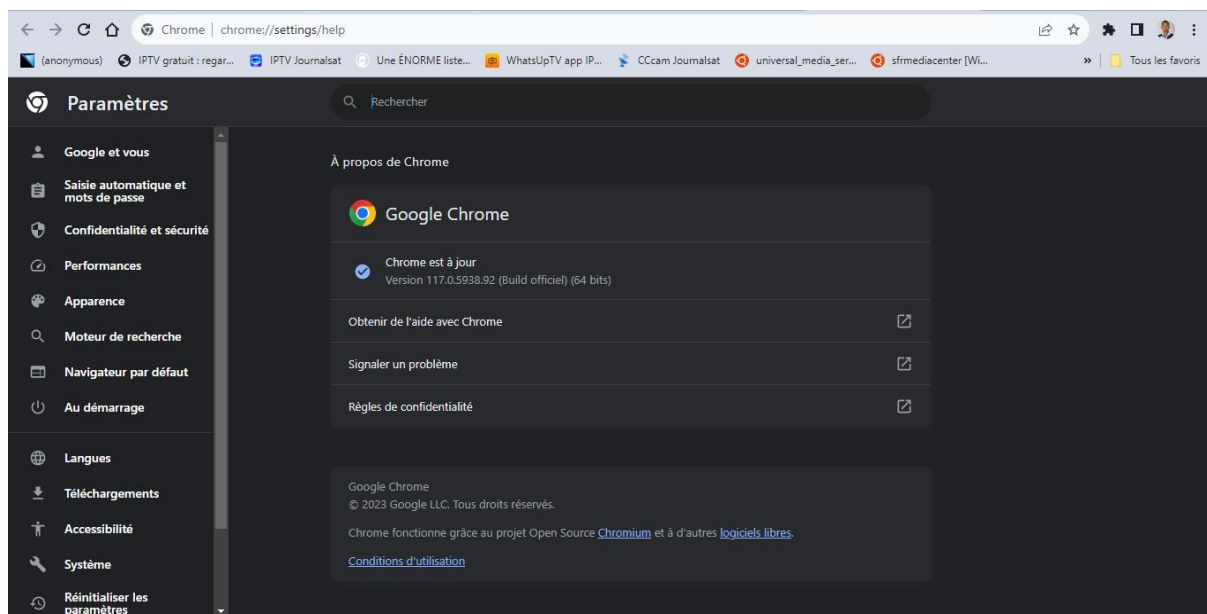 Chrome | chrome://settings/help
(anonymous) IPTV gratuit : regar... IPTV Journalsat Une ÉNORME liste... WhatsUpTV app IP... CCcam Journalsat universal_media_ser... sfrmediacenter [Wi... » Tous les favoris
Paramètres
Rechercher
Google et vous
Saisie automatique et
mots de passe
Confidentialité et sécurité
Performances
Apparence
Moteur de recherche
Navigateur par défaut
Au démarrage
Langues
Téléchargements
Accessibilité
Système
Réinitialiser les
paramètres
À propos de Chrome
Google Chrome
Chrome est à jour
Version 117.0.5938.92 (Build officiel) (64 bits)
Obtenir de l'aide avec Chrome
Signaler un problème
Règles de confidentialité
Google Chrome
© 2023 Google LLC. Tous droits réservés.
Chrome fonctionne grâce au projet Open Source Chromium et à d'autres logiciels libres.
Conditions d'utilisation